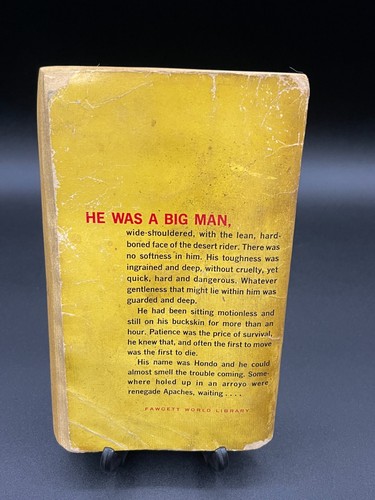 HE WAS A BIG MAN,
wide-shouldered, with the lean, hard-
boned face of the desert rider. There was
no softness in him. His toughness was
ingrained and deep, without cruelty, yet
quick, hard and dangerous. Whatever
gentleness that might lie within him was
guarded and deep.
He had been sitting motionless and
still on his buckskin for more than an
hour. Patience was the price of survival,
he knew that, and often the first to move
was the first to die.
His name was Hondo and he could
almost smell the trouble coming. Some-
where holed up in an arroyo were
renegade Apaches, waiting . . . .
FAWCETT WORLD LIBRARY